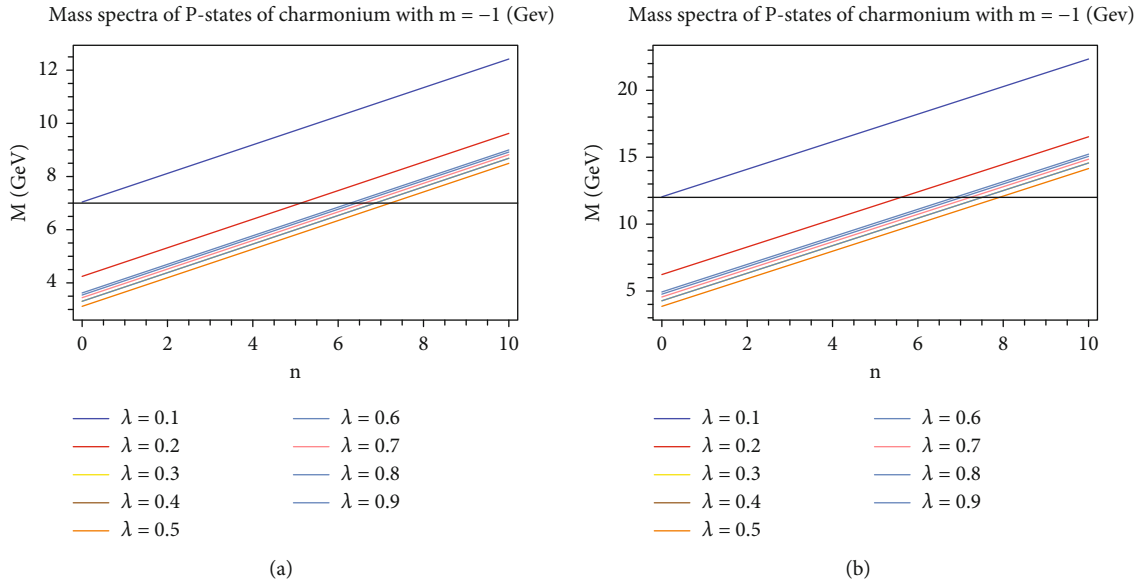 Mass spectra of P-states of charmonium with m = −1 (Gev)
M (GeV)
12
10
8
6
4
0 2 4 6 8 10
n
λ = 0.1
λ = 0.2
λ = 0.3
λ = 0.4
λ = 0.5
λ = 0.6
λ = 0.7
λ = 0.8
λ = 0.9
(a)
Mass spectra of P-states of charmonium with m = −1 (Gev)
M (GeV)
20
15
10
5
0 2 4 6 8 10
n
λ = 0.1
λ = 0.2
λ = 0.3
λ = 0.4
λ = 0.5
λ = 0.6
λ = 0.7
λ = 0.8
λ = 0.9
(b)